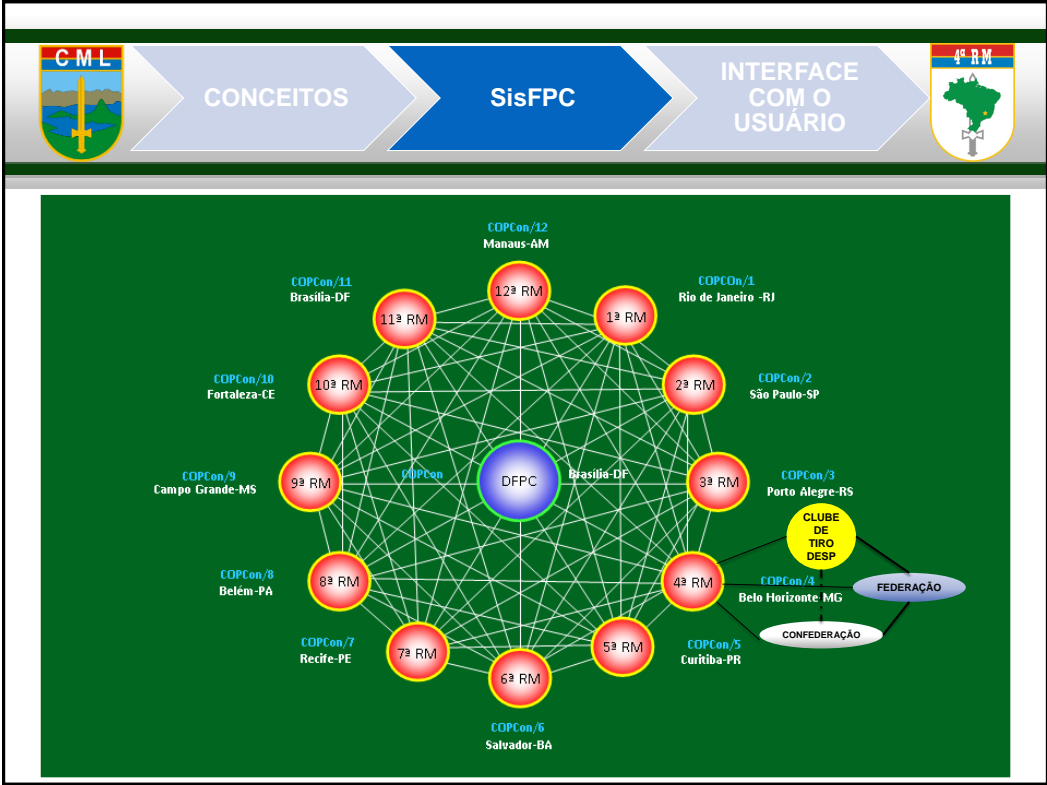 CML
CONCEITOS
SisFPC
INTERFACE
COM O
USUÁRIO
4ª RM
COPCon/12
Manaus-AM
12ª RM
COPCon/11
Brasília-DF
11ª RM
COPCOn/1
Rio de Janeiro -RJ
1ª RM
COPCon/10
Fortaleza-CE
10ª RM
COPCon/2
São Paulo-SP
2ª RM
COPCon/9
Campo Grande-MS
9ª RM
COPCon
DFPC
Brasília-DF
3ª RM
COPCon/3
Porto Alegre-RS
CLUBE
DE
TIRO
DESP
COPCon/8
Belém-PA
8ª RM
4ª RM
COPCon/4
Belo Horizonte-MG
FEDERAÇÃO
CONFEDERAÇÃO
COPCon/7
Recife-PE
7ª RM
5ª RM
COPCon/5
Curitiba-PR
6ª RM
COPCon/6
Salvador-BA